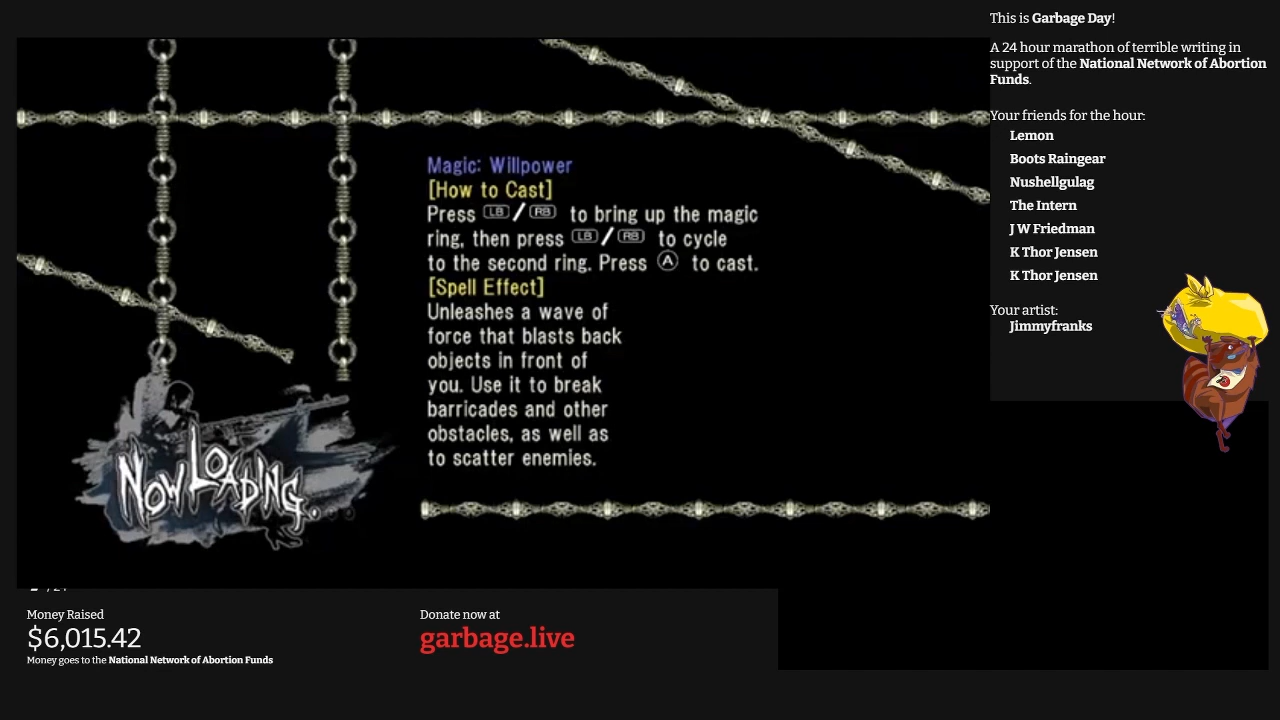 This is Garbage Day!
A 24 hour marathon of terrible writing in
support of the National Network of Abortion
Funds.
Your friends for the hour:
Lemon
Boots Raingear
Nushellgulag
The Intern
J W Friedman
K Thor Jensen
K Thor Jensen
Your artist:
Jimmyfranks
Magic: Willpower
[How to Cast]
Press LB / RB to bring up the magic
ring, then press LB / RB to cycle
to the second ring. Press A to cast.
[Spell Effect]
Unleashes a wave of
force that blasts back
objects in front of
you. Use it to break
barricades and other
obstacles, as well as
to scatter enemies.
NOW LOADING.
Money Raised
$6,015.42
Money goes to the National Network of Abortion Funds
Donate now at
garbage.live